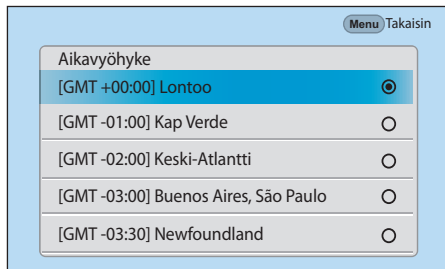 Menu Takaisin
Aikavyöhyke
[GMT +00:00] Lontoo
[GMT -01:00] Kap Verde
[GMT -02:00] Keski-Atlantti
[GMT -03:00] Buenos Aires, São Paulo
[GMT -03:30] Newfoundland